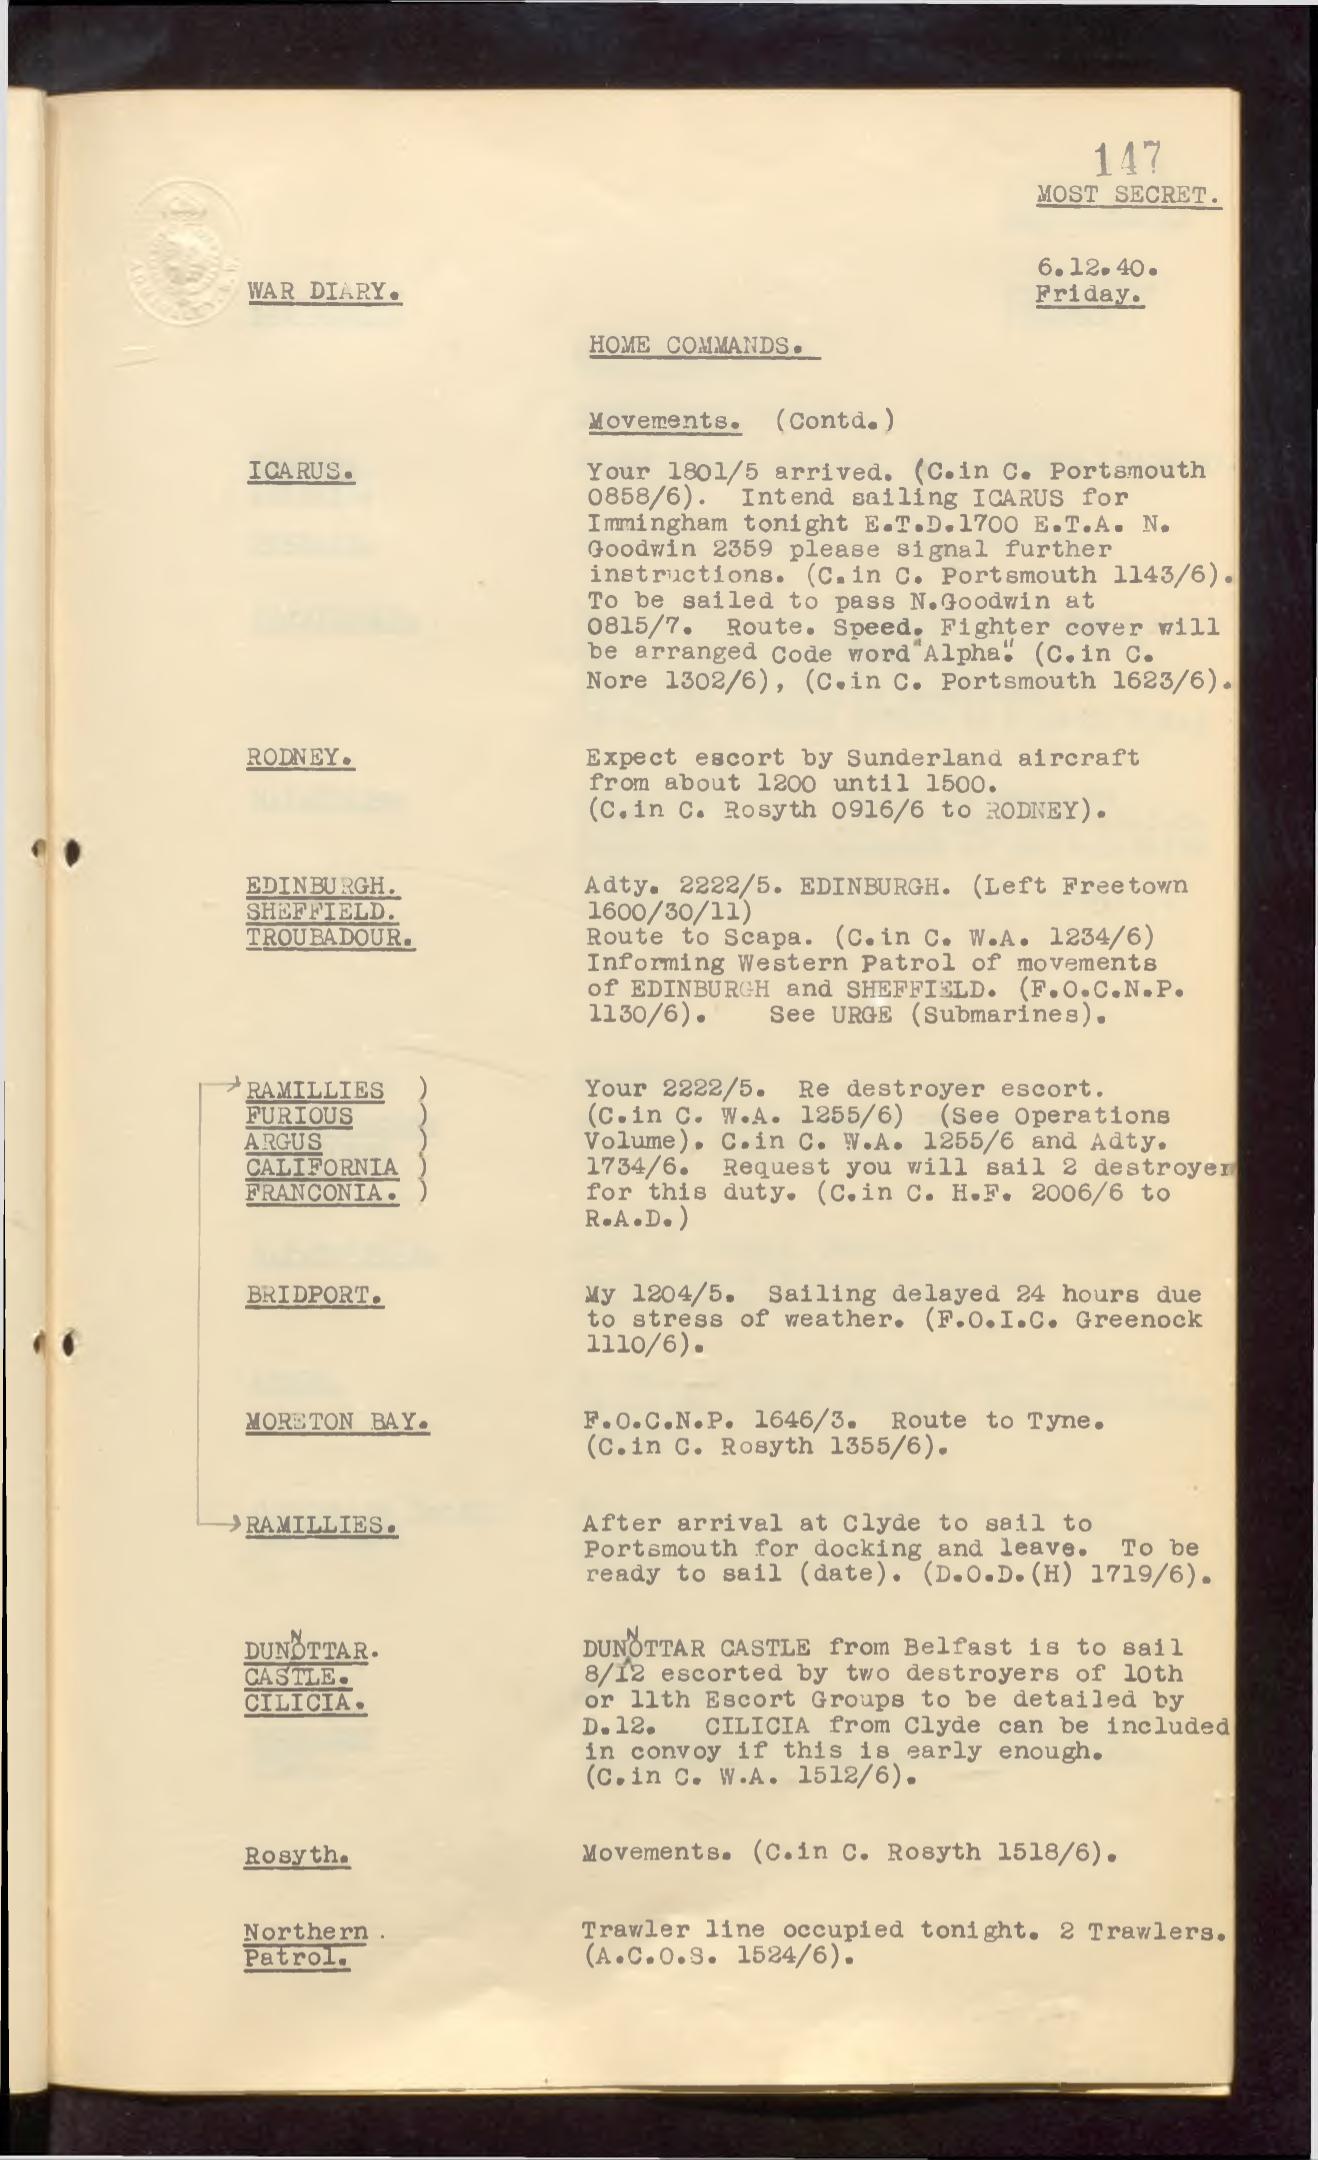 147
MOST SECRET.
6.12.40.
Friday.
WAR DIARY.
HOME COMMANDS.
Movements. (Contd.)
ICARUS.
Your 1801/5 arrived. (C.in C. Portsmouth
0858/6). Intend sailing ICARUS for
Immingham tonight E.T.D.1700 E.T.A. N.
Goodwin 2359 please signal further
instructions. (C.in C. Portsmouth 1143/6).
To be sailed to pass N.Goodwin at
0815/7. Route. Speed. Fighter cover will
be arranged Code word "Alpha". (C.in C.
Nore 1302/6), (C.in C. Portsmouth 1623/6).
RODNEY.
Expect escort by Sunderland aircraft
from about 1200 until 1500.
(C.in C. Rosyth 0916/6 to RODNEY).
EDINBURGH.
SHEFFIELD.
TROUBADOUR.
Adty. 2222/5. EDINBURGH. (Left Freetown
1600/30/11)
Route to Scapa. (C.in C. W.A. 1234/6)
Informing Western Patrol of movements
of EDINBURGH and SHEFFIELD. (F.O.C.N.P.
1130/6). See URGE (Submarines).
RAMILLIES )
FURIOUS )
ARGUS )
CALIFORNIA )
FRANCONIA. )
Your 2222/5. Re destroyer escort.
(C.in C. W.A. 1255/6) (See Operations
Volume). C.in C. W.A. 1255/6 and Adty.
1734/6. Request you will sail 2 destroyer
for this duty. (C.in C. H.F. 2006/6 to
R.A.D.)
BRIDPORT.
My 1204/5. Sailing delayed 24 hours due
to stress of weather. (F.O.I.C. Greenock
1110/6).
MORETON BAY.
F.O.C.N.P. 1646/3. Route to Tyne.
(C.in C. Rosyth 1355/6).
RAMILLIES.
After arrival at Clyde to sail to
Portsmouth for docking and leave. To be
ready to sail (date). (D.O.D.(H) 1719/6).
DUNNOTTAR.
CASTLE.
CILICIA.
DUNNOTTAR CASTLE from Belfast is to sail
8/12 escorted by two destroyers of 10th
or 11th Escort Groups to be detailed by
D.12. CILICIA from Clyde can be included
in convoy if this is early enough.
(C.in C. W.A. 1512/6).
Rosyth.
Movements. (C.in C. Rosyth 1518/6).
Northern.
Patrol.
Trawler line occupied tonight. 2 Trawlers.
(A.C.O.S. 1524/6).